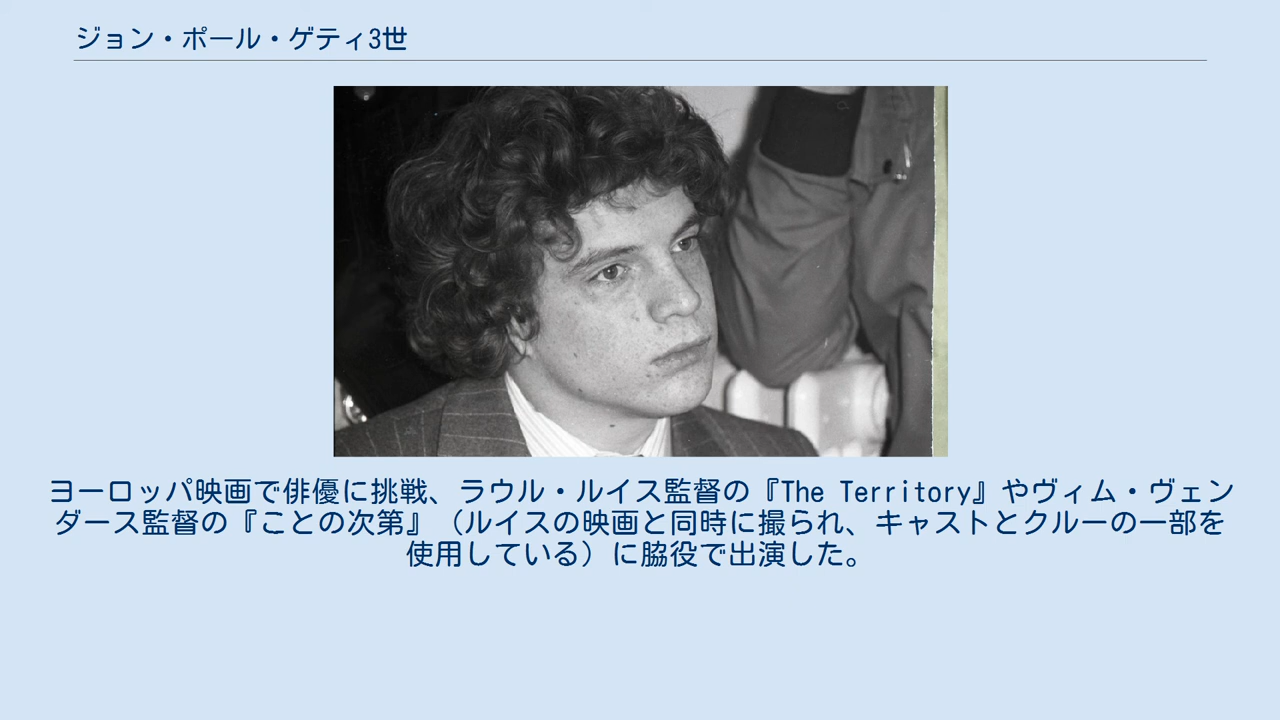 ジョン・ポール・ゲティ3世
ヨーロッパ映画で俳優に挑戦、ラウル・ルイス監督の『The Territory』やヴィム・ヴェン
ダース監督の『ことの次第』（ルイスの映画と同時に撮られ、キャストとクルーの一部を
使用している）に脇役で出演した。